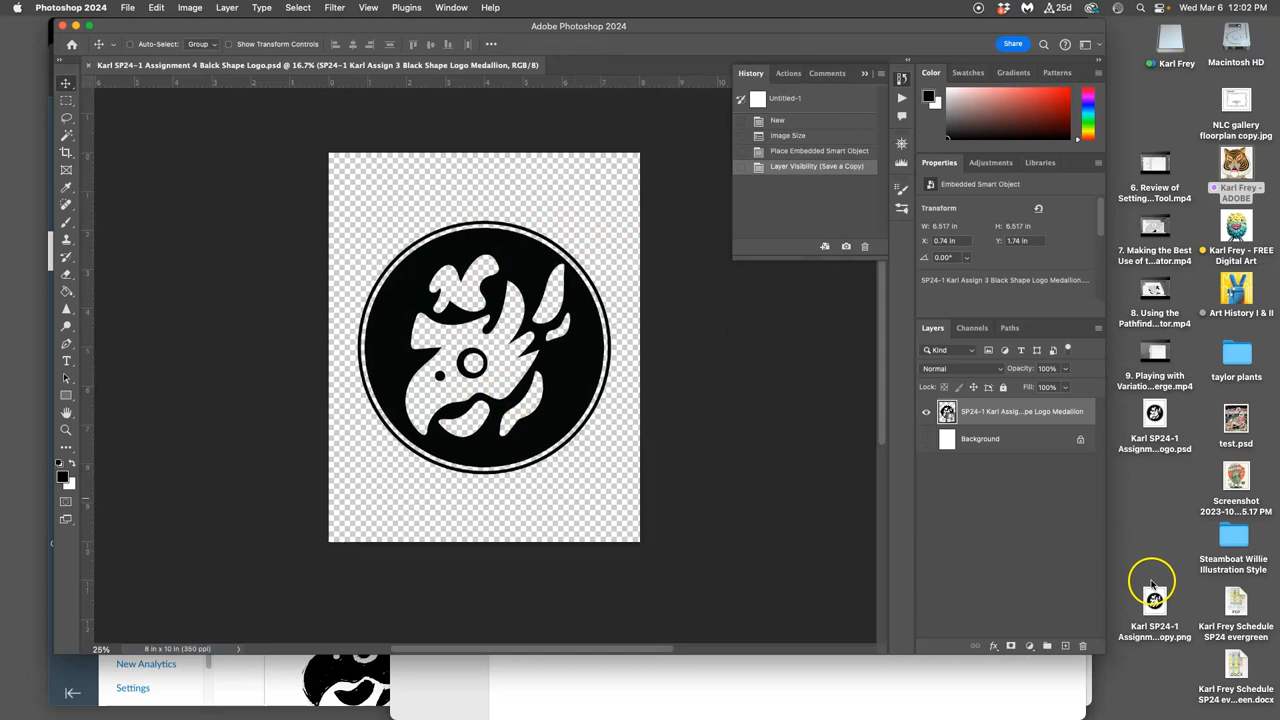 Photoshop 2024 File Edit Image Layer Type Select Filter View Plugins Window Help
25d
Wed Mar 6 12:02 PM
Adobe Photoshop 2024
Auto-Select: Group
Show Transform Controls
Share
Karl SP24-1 Assignment 4 Balck Shape Logo.psd @ 16.7% (SP24-1 Karl Assign 3 Black Shape Logo Medallion, RGB/8)
History Actions Comments
Untitled-1
New
Image Size
Place Embedded Smart Object
Layer Visibility (Save a Copy)
Color Swatches Gradients Patterns
Properties Adjustments Libraries
Embedded Smart Object
Transform
W: 6.517 in H: 6.517 in
X: 0.74 in Y: 1.74 in
0.00°
SP24-1 Karl Assign 3 Black Shape Logo Medallion....
Layers Channels Paths
Kind
Normal Opacity: 100%
Lock: Fill: 100%
SP24-1 Karl Assig...pe Logo Medallion
Background
25% 8 in x 10 in (300 ppi)
New Analytics
Settings
Karl Frey
Macintosh HD
NLC gallery
floorplan copy.jpg
6. Review of
Setting...Tool.mp4
Karl Frey -
ADOBE
7. Making the Best
Use of t...ator.mp4
Karl Frey - FREE
Digital Art
8. Using the
Pathfind...tor.mp4
Art History I & II
9. Playing with
Variatio...erge.mp4
taylor plants
Karl SP24-1
Assignm...ogo.psd
test.psd
Screenshot
2023-10...5.17 PM
Steamboat Willie
Illustration Style
Karl SP24-1
Assignm...opy.png
PDF
Karl Frey Schedule
SP24 evergreen
Karl Frey Schedule
SP24 ev...een.docx